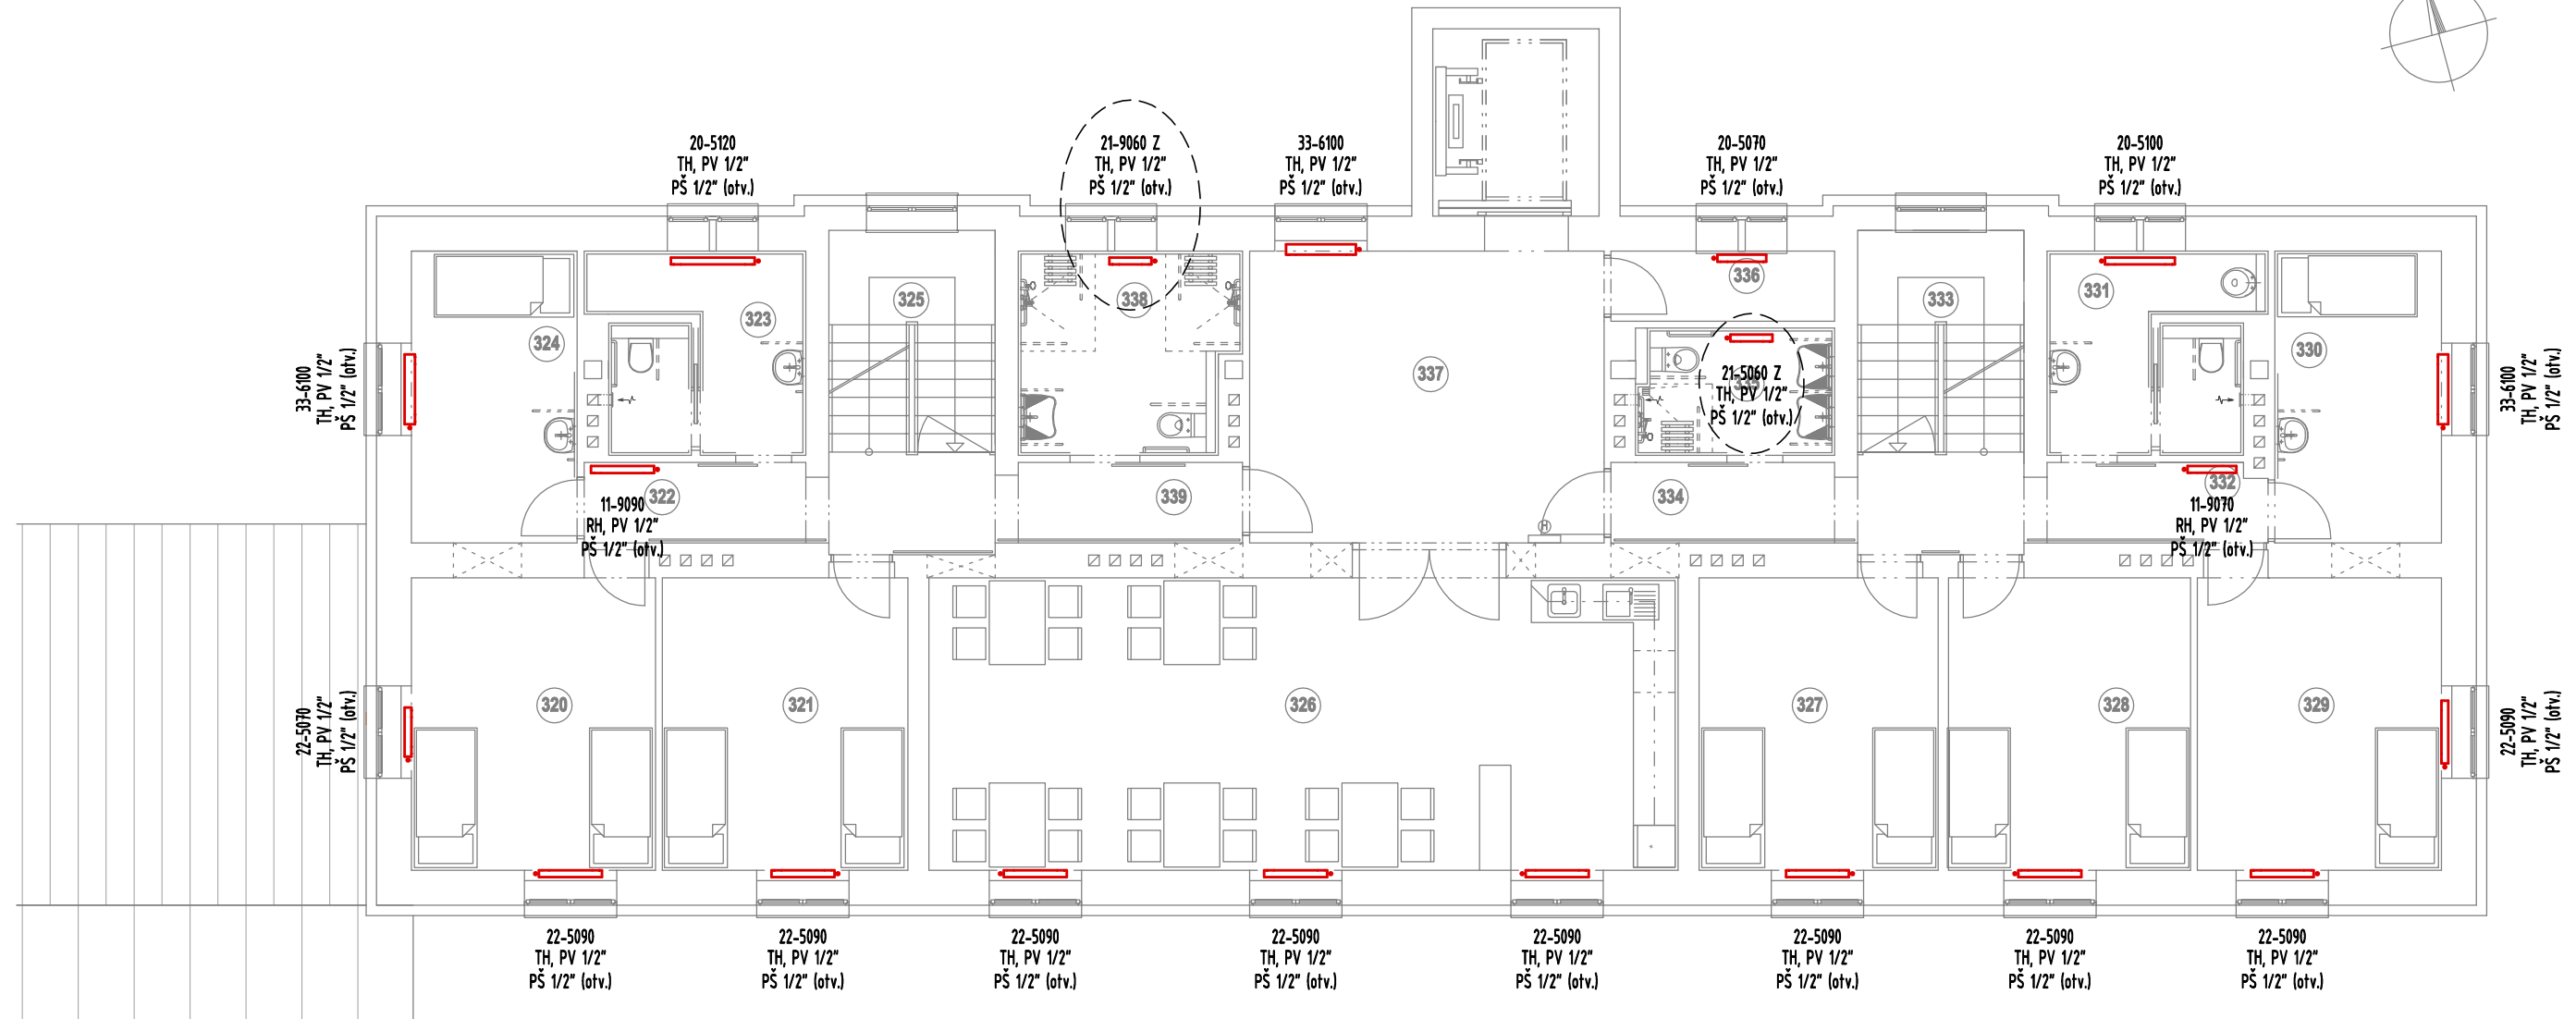 20-5120
TH, PV 1/2"
PŠ 1/2" (otv.)
21-9060 Z
TH, PV 1/2"
PŠ 1/2" (otv.)
33-6100
TH, PV 1/2"
PŠ 1/2" (otv.)
20-5070
TH, PV 1/2"
PŠ 1/2" (otv.)
20-5100
TH, PV 1/2"
PŠ 1/2" (otv.)
325
338
336
333
331
323
324
330
337
33-6100
TH, PV 1/2"
PŠ 1/2" (otv.)
21-5060 Z
TH, PV 1/2"
PŠ 1/2" (otv.)
33-6100
TH, PV 1/2"
PŠ 1/2" (otv.)
322
339
334
332
11-9090
RH, PV 1/2"
PŠ 1/2" (otv.)
H
11-9070
RH, PV 1/2"
PŠ 1/2" (otv.)
22-5070
TH, PV 1/2"
PŠ 1/2" (otv.)
320
321
326
327
328
329
22-5090
TH, PV 1/2"
PŠ 1/2" (otv.)
22-5090
TH, PV 1/2"
PŠ 1/2" (otv.)
22-5090
TH, PV 1/2"
PŠ 1/2" (otv.)
22-5090
TH, PV 1/2"
PŠ 1/2" (otv.)
22-5090
TH, PV 1/2"
PŠ 1/2" (otv.)
22-5090
TH, PV 1/2"
PŠ 1/2" (otv.)
22-5090
TH, PV 1/2"
PŠ 1/2" (otv.)
22-5090
TH, PV 1/2"
PŠ 1/2" (otv.)
22-5090
TH, PV 1/2"
PŠ 1/2" (otv.)